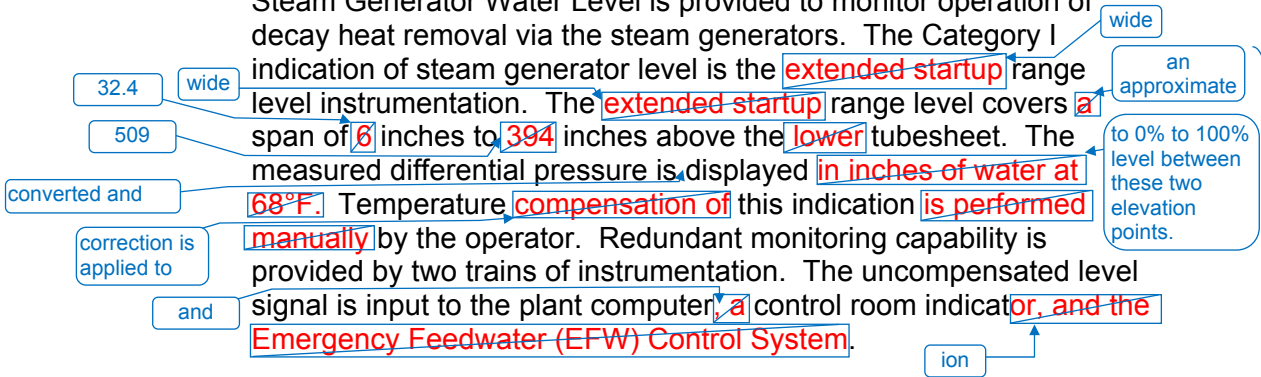 Steam Generator Water Level is provided to monitor operation of
wide
decay heat removal via the steam generators. The Category I
indication of steam generator level is the extended startup range
an
approximate
32.4
wide
level instrumentation. The extended startup range level covers a
509
span of 6 inches to 394 inches above the lower tubesheet. The
to 0% to 100%
level between
these two
elevation
points.
measured differential pressure is displayed in inches of water at
converted and
68°F. Temperature compensation of this indication is performed
correction is
applied to
manually by the operator. Redundant monitoring capability is
provided by two trains of instrumentation. The uncompensated level
and
signal is input to the plant computer, a control room indicator, and the
Emergency Feedwater (EFW) Control System.
ion